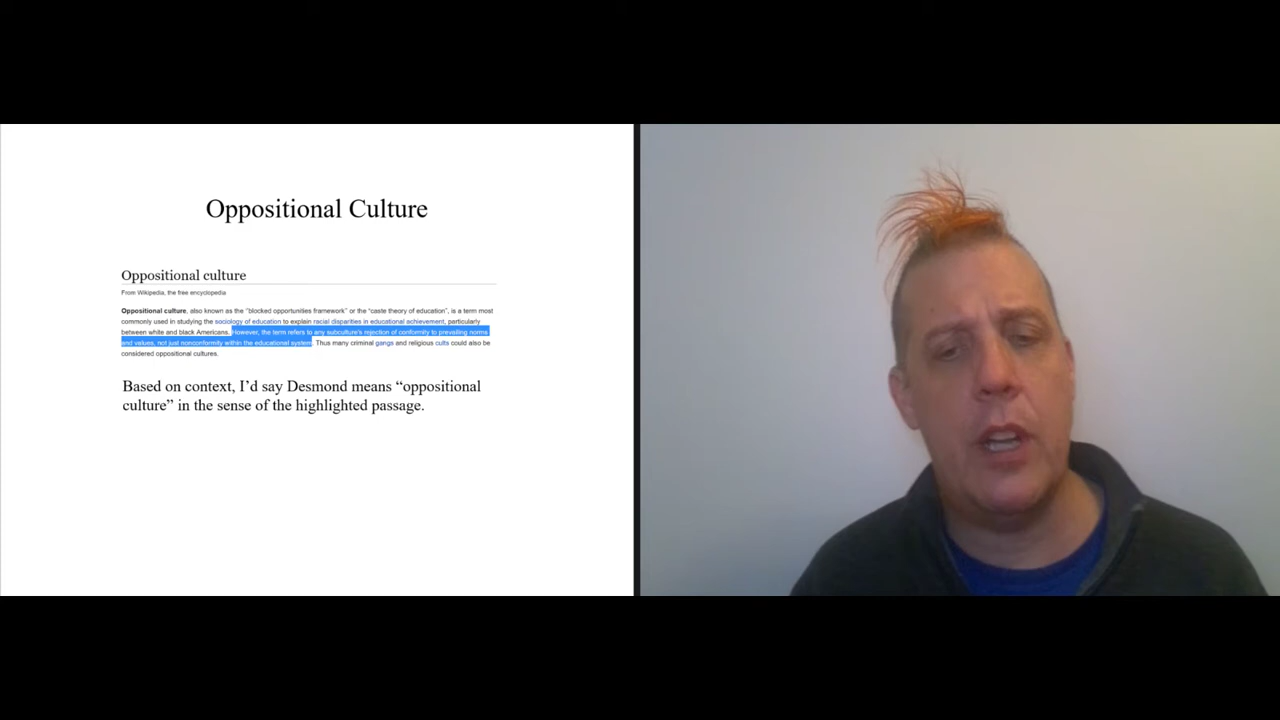 Oppositional Culture
Oppositional culture
From Wikipedia, the free encyclopedia
Oppositional culture, also known as the "blocked opportunities framework" or the "caste theory of education", is a term most
commonly used in studying the sociology of education to explain racial disparities in educational achievement, particularly
between white and black Americans. However, the term refers to any subculture's rejection of conformity to prevailing norms
and values, not just nonconformity within the educational system. Thus many criminal gangs and religious cults could also be
considered oppositional cultures.
Based on context, I’d say Desmond means “oppositional
culture” in the sense of the highlighted passage.